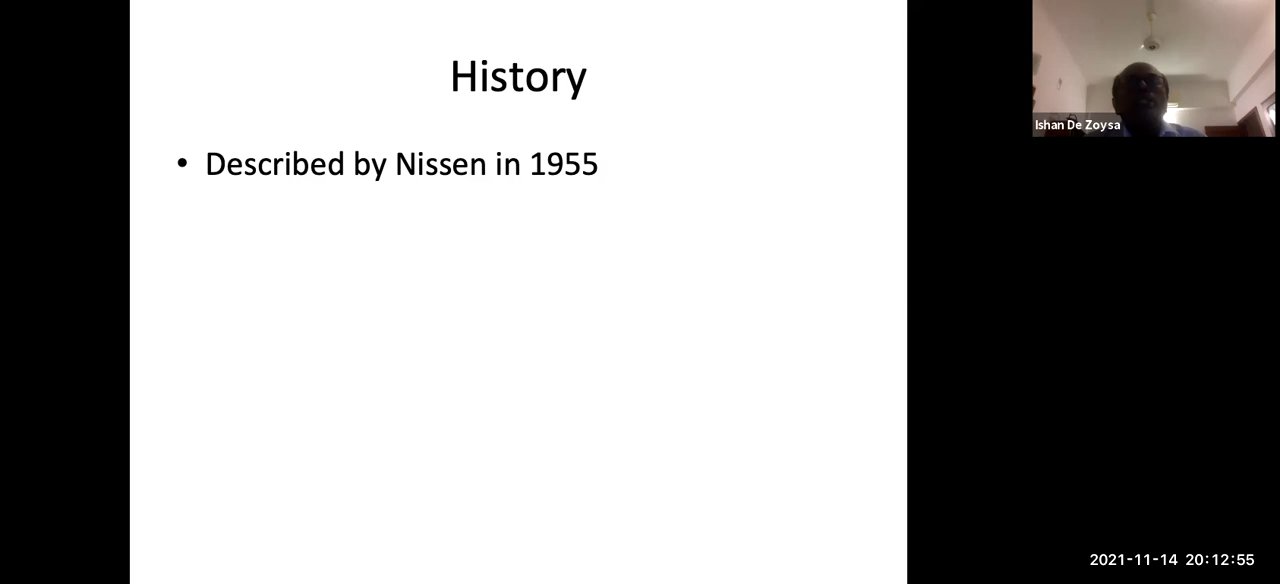 History
• Described by Nissen in 1955
Ishan De Zoysa
2021-11-14 20:12:55